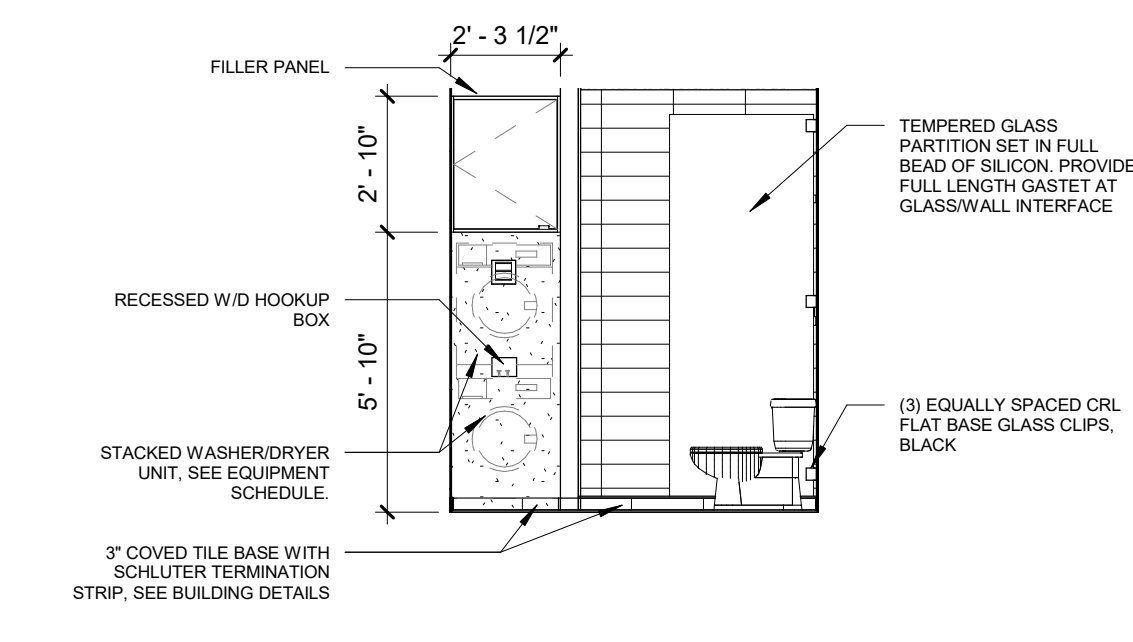 2' - 3 1/2"
FILLER PANEL
2' - 10"
TEMPERED GLASS
PARTITION SET IN FULL
BEAD OF SILICON. PROVIDE
FULL LENGTH GASTET AT
GLASS/WALL INTERFACE
RECESSED W/D HOOKUP
BOX
5' - 10"
(3) EQUALLY SPACED CRL
FLAT BASE GLASS CLIPS,
BLACK
STACKED WASHER/DRYER
UNIT, SEE EQUIPMENT
SCHEDULE.
3" COVED TILE BASE WITH
SCHLUTER TERMINATION
STRIP, SEE BUILDING DETAILS